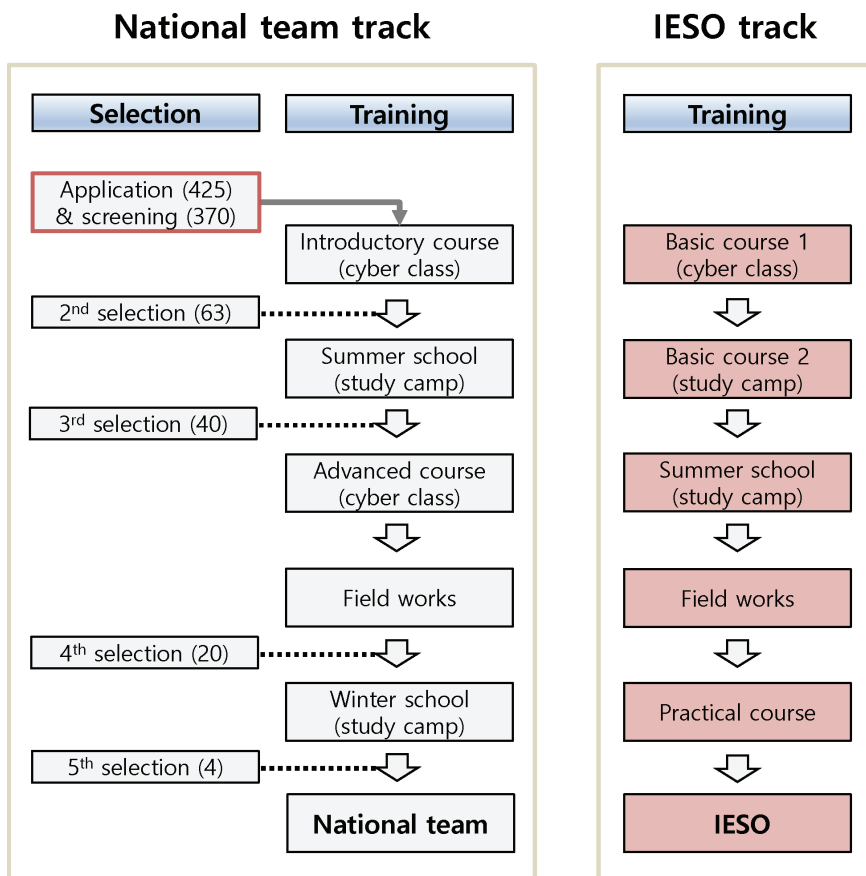 National team track
Selection
Training
Application (425)
& screening (370)
Introductory course
(cyber class)
2nd selection (63)
Summer school
(study camp)
3rd selection (40)
Advanced course
(cyber class)
Field works
4th selection (20)
Winter school
(study camp)
5th selection (4)
National team
IESO track
Training
Basic course 1
(cyber class)
Basic course 2
(study camp)
Summer school
(study camp)
Field works
Practical course
IESO